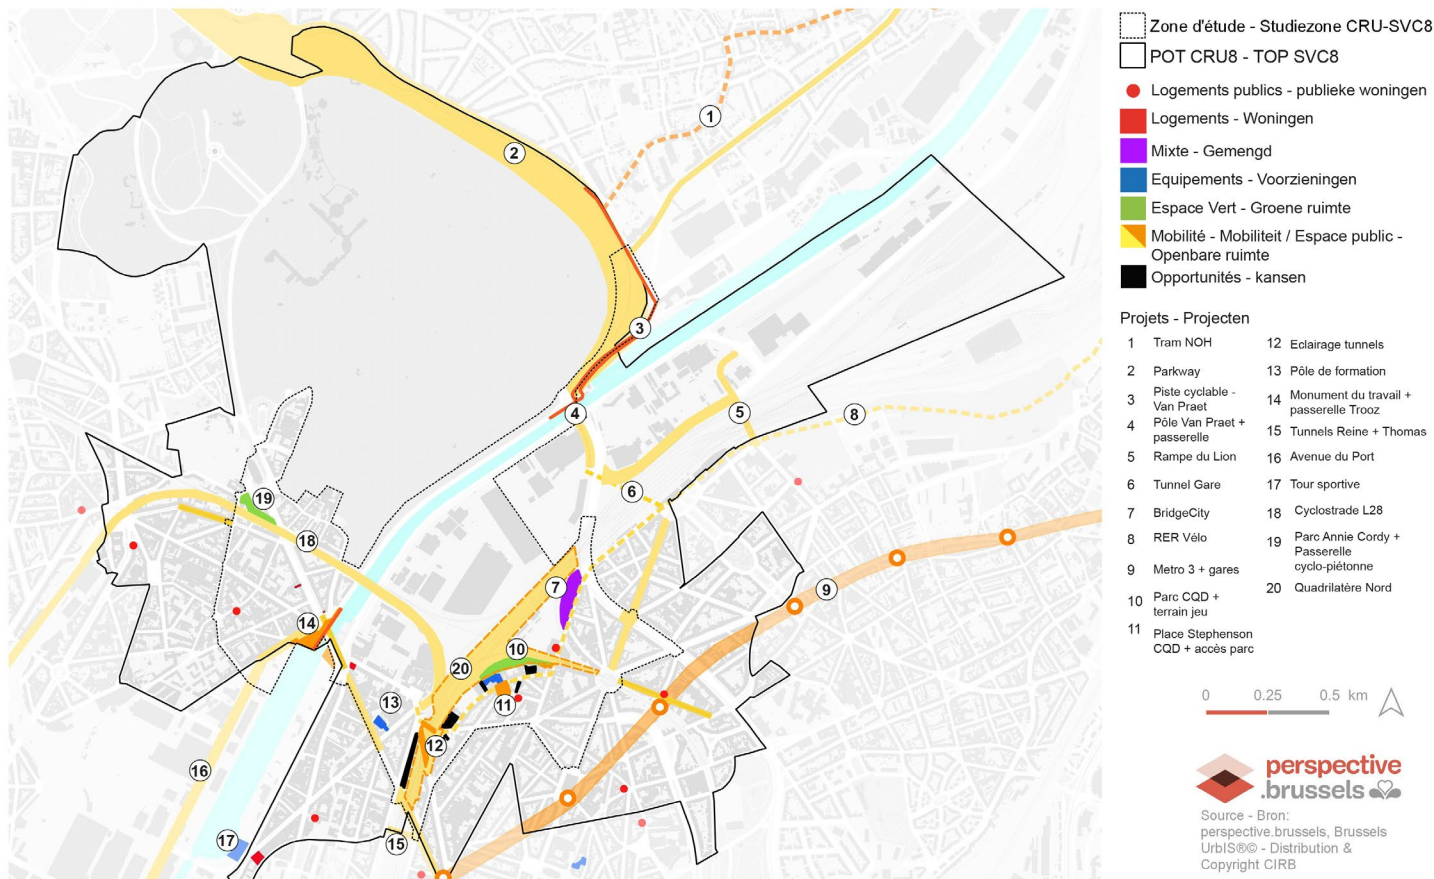 Zone d'étude - Studiezone CRU-SVC8
POT CRU8 - TOP SVC8
Logements publics - publieke woningen
Logements - Woningen
Mixte - Gemengd
Equipements - Voorzieningen
Espace Vert - Groene ruimte
Mobilité - Mobiliteit / Espace public -
Openbare ruimte
Opportunités - kansen
Projets - Projecten
1 Tram NOH
2 Parkway
3 Piste cyclable -
Van Praet
4 Pôle Van Praet +
passerelle
5 Rampe du Lion
6 Tunnel Gare
7 BridgeCity
8 RER Vélo
9 Metro 3 + gares
10 Parc CQD +
terrain jeu
11 Place Stephenson
CQD + accès parc
12 Eclairage tunnels
13 Pôle de formation
14 Monument du travail +
passerelle Trooz
15 Tunnels Reine + Thomas
16 Avenue du Port
17 Tour sportive
18 Cyclostrade L28
19 Parc Annie Cordy +
Passerelle
cyclo-piétonne
20 Quadrilatère Nord
0 0.25 0.5 km
perspective
.brussels
Source - Bron:
perspective.brussels, Brussels
UrbIS®© - Distribution &
Copyright CIRB
1
2
3
4
5
8
6
19
18
7
9
14
10
20
11
13
12
16
15
17